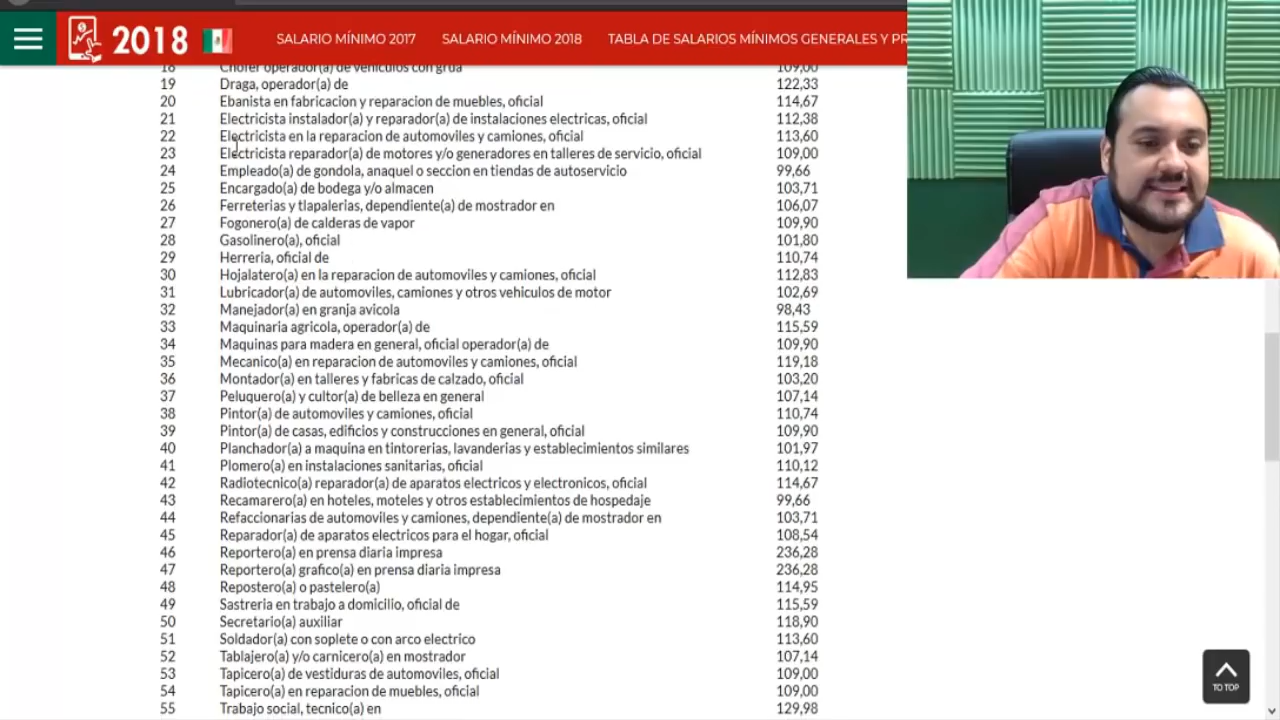 2018
SALARIO MÍNIMO 2017 SALARIO MÍNIMO 2018 TABLA DE SALARIOS MÍNIMOS GENERALES Y PR
18 Chofer operador(a) de vehiculos con grua 109,00
19 Draga, operador(a) de 122,33
20 Ebanista en fabricacion y reparacion de muebles, oficial 114,67
21 Electricista instalador(a) y reparador(a) de instalaciones electricas, oficial 112,38
22 Electricista en la reparacion de automoviles y camiones, oficial 113,60
23 Electricista reparador(a) de motores y/o generadores en talleres de servicio, oficial 109,00
24 Empleado(a) de gondola, anaquel o seccion en tiendas de autoservicio 99,66
25 Encargado(a) de bodega y/o almacen 103,71
26 Ferreterias y tlapalerias, dependiente(a) de mostrador en 106,07
27 Fogonero(a) de calderas de vapor 109,90
28 Gasolinero(a), oficial 101,80
29 Herreria, oficial de 110,74
30 Hojalatero(a) en la reparacion de automoviles y camiones, oficial 112,83
31 Lubricador(a) de automoviles, camiones y otros vehiculos de motor 102,69
32 Manejador(a) en granja avicola 98,43
33 Maquinaria agricola, operador(a) de 115,59
34 Maquinas para madera en general, oficial operador(a) de 109,90
35 Mecanico(a) en reparacion de automoviles y camiones, oficial 119,18
36 Montador(a) en talleres y fabricas de calzado, oficial 103,20
37 Peluquero(a) y cultor(a) de belleza en general 107,14
38 Pintor(a) de automoviles y camiones, oficial 110,74
39 Pintor(a) de casas, edificios y construcciones en general, oficial 109,90
40 Planchador(a) a maquina en tintorerias, lavanderias y establecimientos similares 101,97
41 Plomero(a) en instalaciones sanitarias, oficial 110,12
42 Radiotecnico(a) reparador(a) de aparatos electricos y electronicos, oficial 114,67
43 Recamarero(a) en hoteles, moteles y otros establecimientos de hospedaje 99,66
44 Refaccionarias de automoviles y camiones, dependiente(a) de mostrador en 103,71
45 Reparador(a) de aparatos electricos para el hogar, oficial 108,54
46 Reportero(a) en prensa diaria impresa 236,28
47 Reportero(a) grafico(a) en prensa diaria impresa 236,28
48 Repostero(a) o pastelero(a) 114,95
49 Sastreria en trabajo a domicilio, oficial de 115,59
50 Secretario(a) auxiliar 118,90
51 Soldador(a) con soplete o con arco electrico 113,60
52 Tablajero(a) y/o carnicero(a) en mostrador 107,14
53 Tapicero(a) de vestiduras de automoviles, oficial 109,00
54 Tapicero(a) en reparacion de muebles, oficial 109,00
55 Trabajo social, tecnico(a) en 129,98
TO TOP